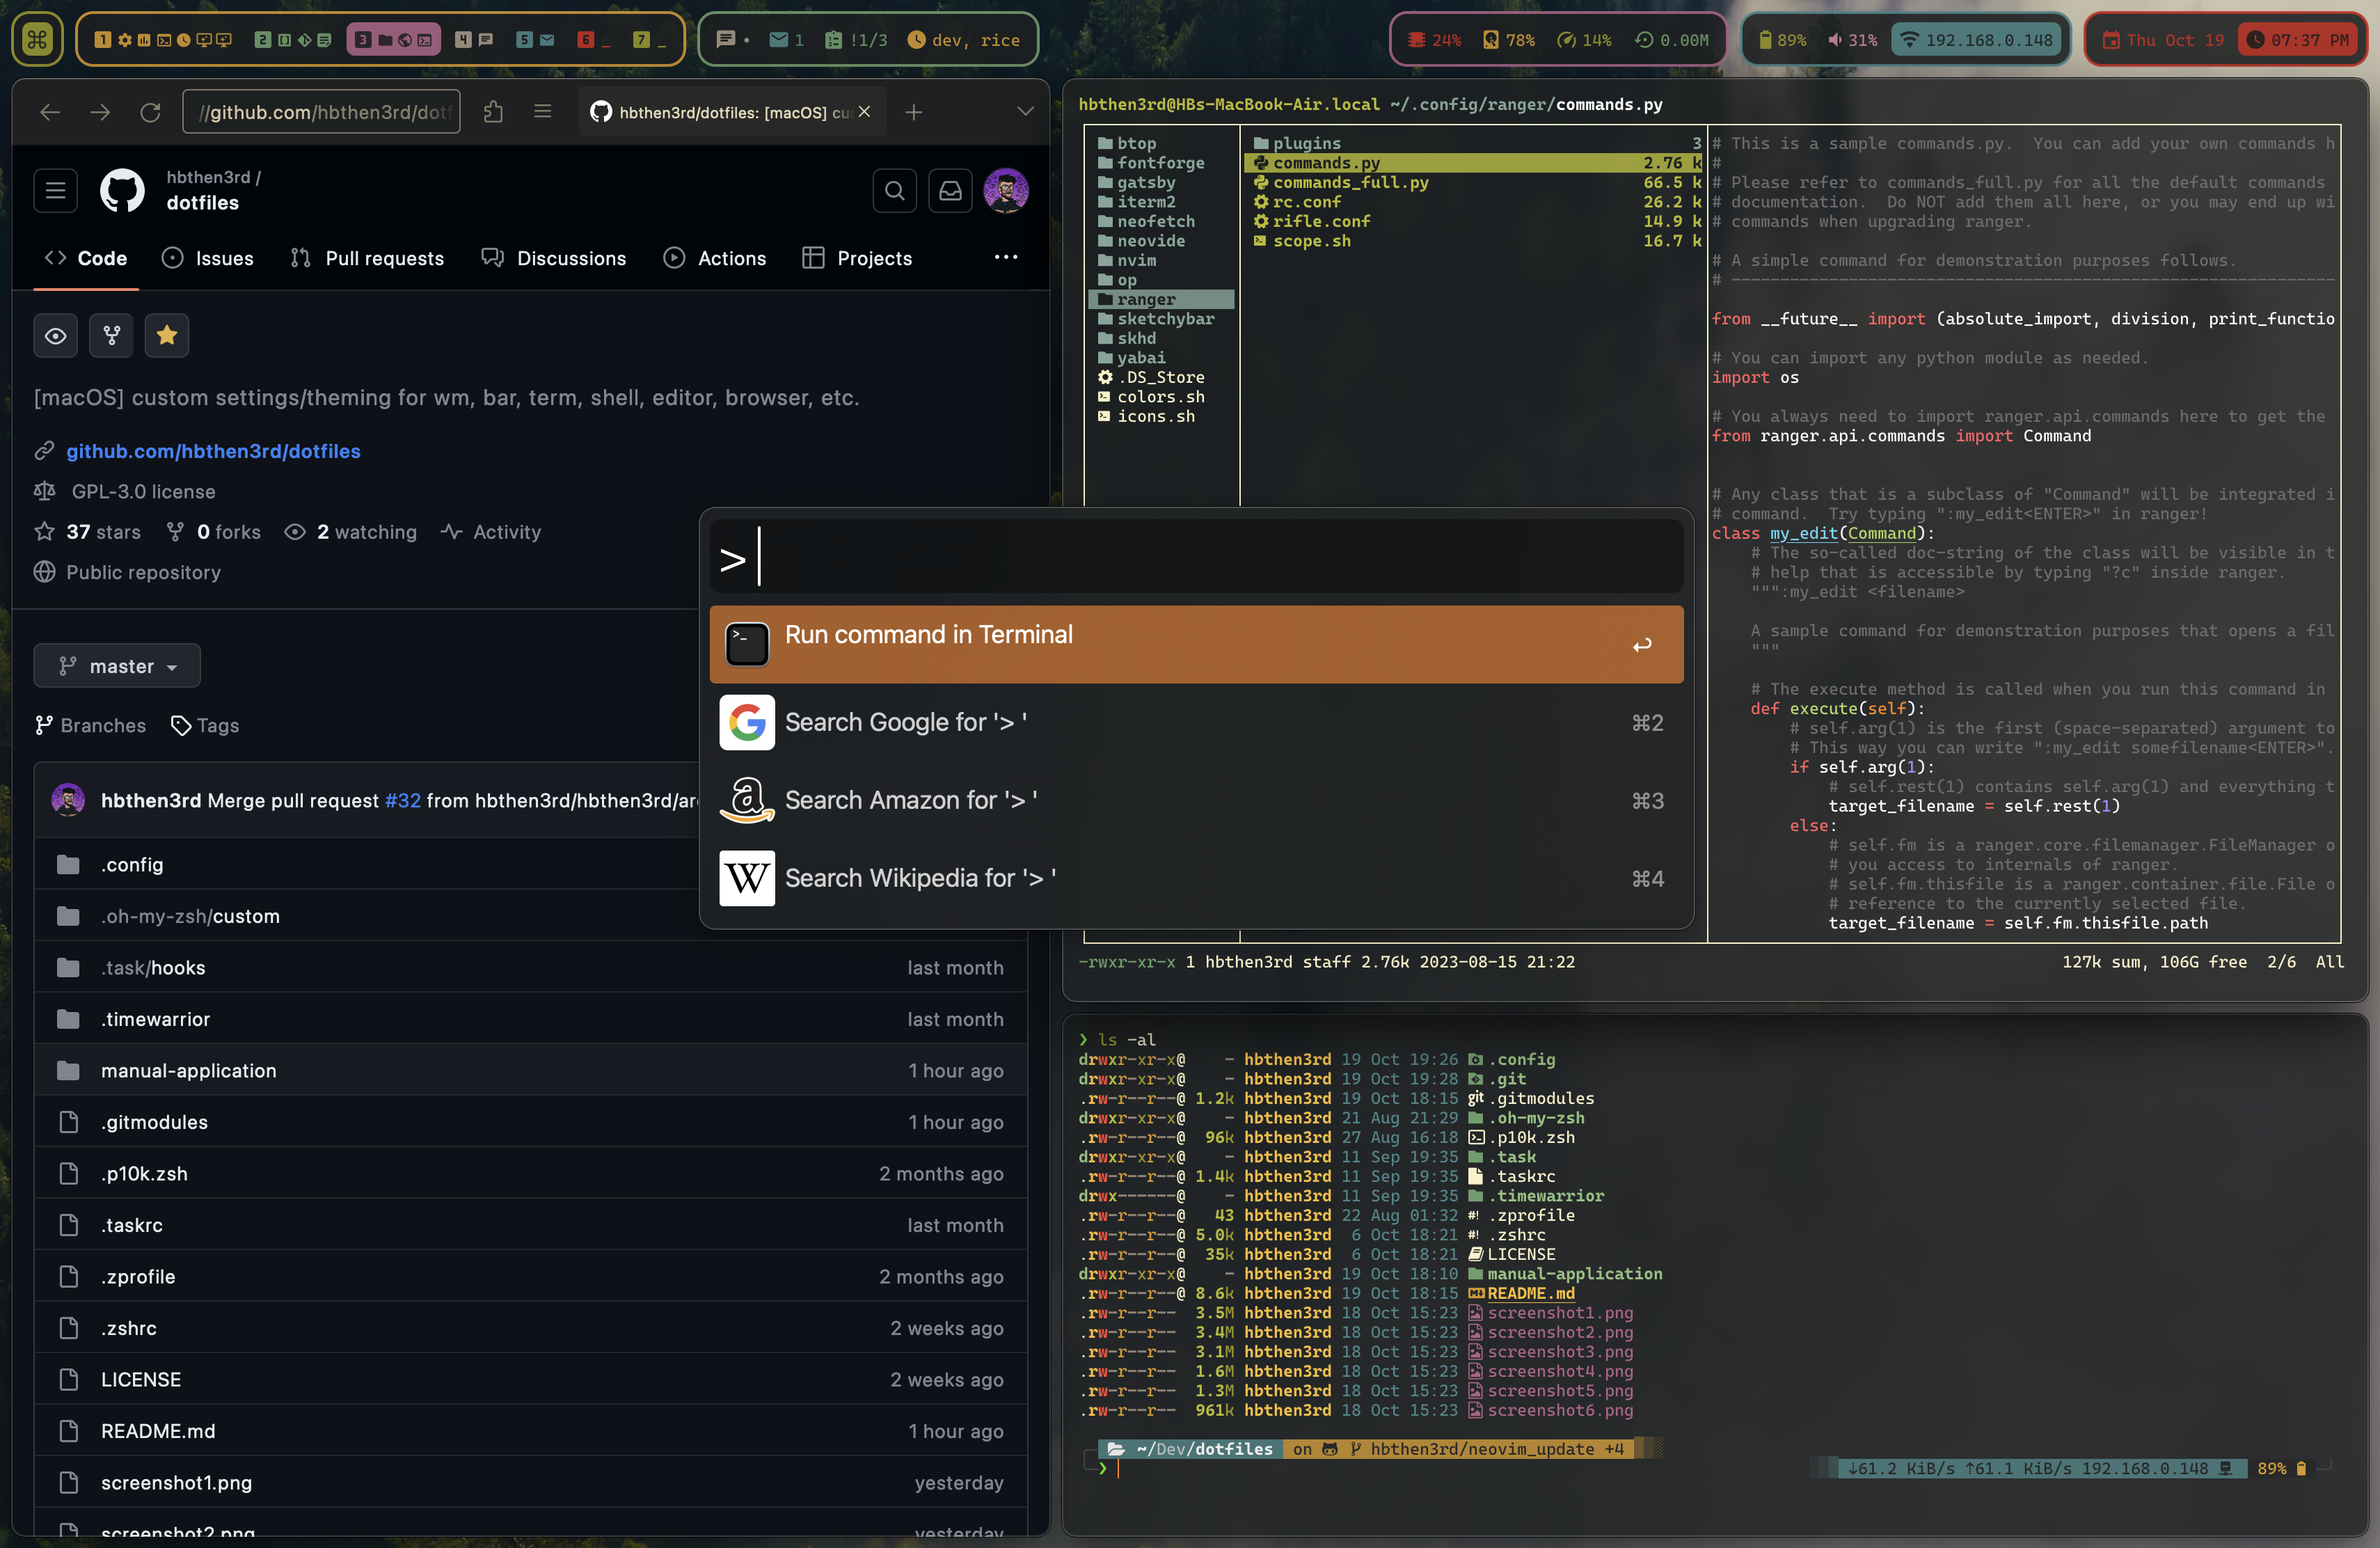 1 2 3 4 5 6 _ 7 _
1 !1/3 dev, rice
24% 78% 14% 0.00M
89% 31% 192.168.0.148
Thu Oct 19 07:37 PM
//github.com/hbthen3rd/dotf
hbthen3rd/dotfiles: [macOS] cu
hbthen3rd /
dotfiles
Code Issues Pull requests Discussions Actions Projects
[macOS] custom settings/theming for wm, bar, term, shell, editor, browser, etc.
github.com/hbthen3rd/dotfiles
GPL-3.0 license
37 stars 0 forks 2 watching Activity
Public repository
master
Branches Tags
hbthen3rd Merge pull request #32 from hbthen3rd/hbthen3rd/ar
.config
.oh-my-zsh/custom
.task/hooks last month
.timewarrior last month
manual-application 1 hour ago
.gitmodules 1 hour ago
.p10k.zsh 2 months ago
.taskrc last month
.zprofile 2 months ago
.zshrc 2 weeks ago
LICENSE 2 weeks ago
README.md 1 hour ago
screenshot1.png yesterday
screenshot2.png yesterday
>
Run command in Terminal
Search Google for '> ' ⌘2
Search Amazon for '> ' ⌘3
Search Wikipedia for '> ' ⌘4
hbthen3rd@HBs-MacBook-Air.local ~/.config/ranger/commands.py
btop
fontforge
gatsby
iterm2
neofetch
neovide
nvim
op
ranger
sketchybar
skhd
yabai
.DS_Store
colors.sh
icons.sh
plugins 3
commands.py 2.76 k
commands_full.py 66.5 k
rc.conf 26.2 k
rifle.conf 14.9 k
scope.sh 16.7 k
# This is a sample commands.py.  You can add your own commands h
#
# Please refer to commands_full.py for all the default commands
# documentation.  Do NOT add them all here, or you may end up wi
# commands when upgrading ranger.
# A simple command for demonstration purposes follows.
# --------------------------------------------------------------
from __future__ import (absolute_import, division, print_functio
# You can import any python module as needed.
import os
# You always need to import ranger.api.commands here to get the
from ranger.api.commands import Command
# Any class that is a subclass of "Command" will be integrated i
# command.  Try typing ":my_edit<ENTER>" in ranger!
class my_edit(Command):
# The so-called doc-string of the class will be visible in t
# help that is accessible by typing "?c" inside ranger.
""":my_edit <filename>
A sample command for demonstration purposes that opens a fil
"""
# The execute method is called when you run this command in
def execute(self):
# self.arg(1) is the first (space-separated) argument to
# This way you can write ":my_edit somefilename<ENTER>".
if self.arg(1):
# self.rest(1) contains self.arg(1) and everything t
target_filename = self.rest(1)
else:
# self.fm is a ranger.core.filemanager.FileManager o
# you access to internals of ranger.
# self.fm.thisfile is a ranger.container.file.File o
# reference to the currently selected file.
target_filename = self.fm.thisfile.path
-rwxr-xr-x 1 hbthen3rd staff 2.76k 2023-08-15 21:22 127k sum, 106G free 2/6 All
❯ ls -al
drwxr-xr-x@ - hbthen3rd 19 Oct 19:26 .config
drwxr-xr-x@ - hbthen3rd 19 Oct 19:28 .git
.rw-r--r--@ 1.2k hbthen3rd 19 Oct 18:15 git .gitmodules
drwxr-xr-x@ - hbthen3rd 21 Aug 21:29 .oh-my-zsh
.rw-r--r--@ 96k hbthen3rd 27 Aug 16:18 .p10k.zsh
drwxr-xr-x@ - hbthen3rd 11 Sep 19:35 .task
.rw-r--r--@ 1.4k hbthen3rd 11 Sep 19:35 .taskrc
drwx------@ - hbthen3rd 11 Sep 19:35 .timewarrior
.rw-r--r--@ 43 hbthen3rd 22 Aug 01:32 #! .zprofile
.rw-r--r--@ 5.0k hbthen3rd 6 Oct 18:21 #! .zshrc
.rw-r--r--@ 35k hbthen3rd 6 Oct 18:21 LICENSE
drwxr-xr-x@ - hbthen3rd 19 Oct 18:10 manual-application
.rw-r--r--@ 8.6k hbthen3rd 19 Oct 18:15 README.md
.rw-r--r-- 3.5M hbthen3rd 18 Oct 15:23 screenshot1.png
.rw-r--r-- 3.4M hbthen3rd 18 Oct 15:23 screenshot2.png
.rw-r--r-- 3.1M hbthen3rd 18 Oct 15:23 screenshot3.png
.rw-r--r-- 1.6M hbthen3rd 18 Oct 15:23 screenshot4.png
.rw-r--r-- 1.3M hbthen3rd 18 Oct 15:23 screenshot5.png
.rw-r--r-- 961k hbthen3rd 18 Oct 15:23 screenshot6.png
~/Dev/dotfiles on hbthen3rd/neovim_update +4
❯ ↓61.2 KiB/s ↑61.1 KiB/s 192.168.0.148 89%